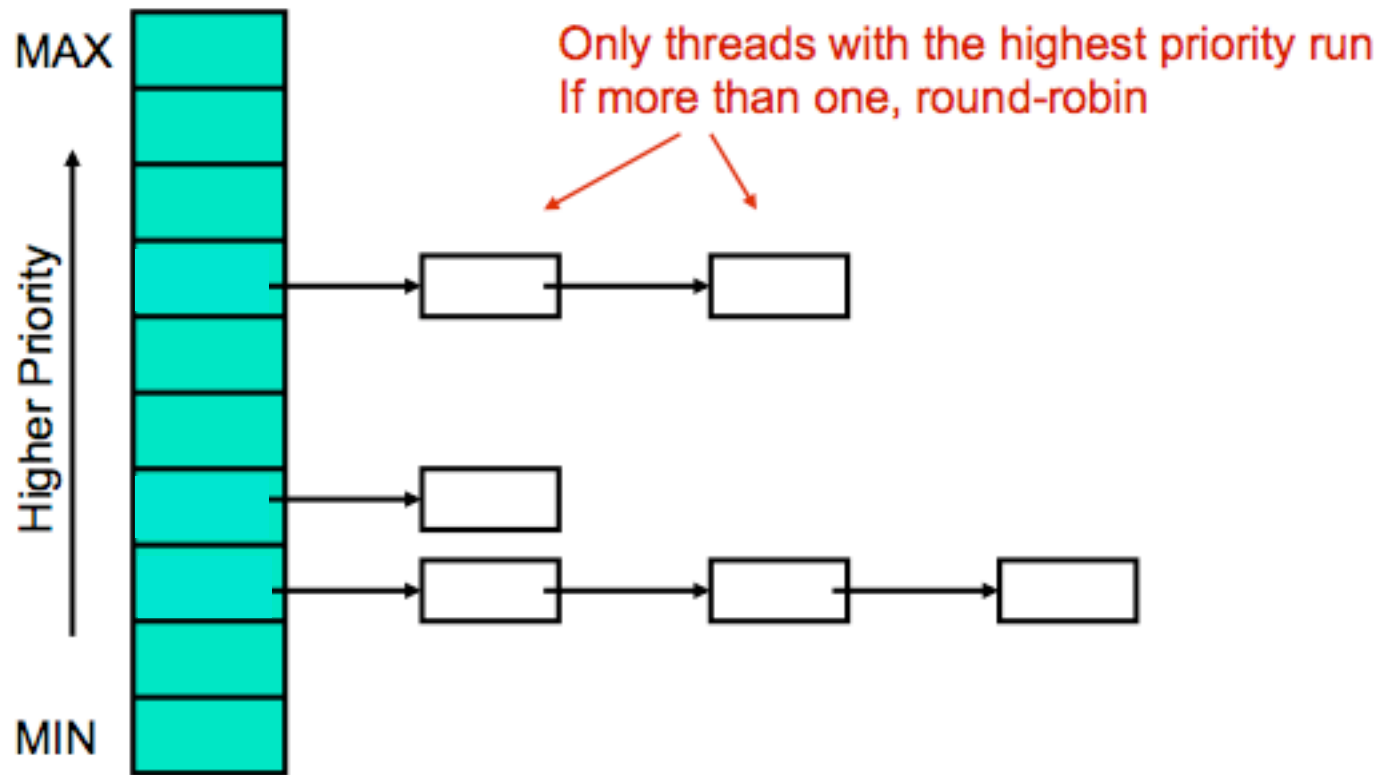 MAX
Only threads with the highest priority run
If more than one, round-robin
Higher Priority
MIN